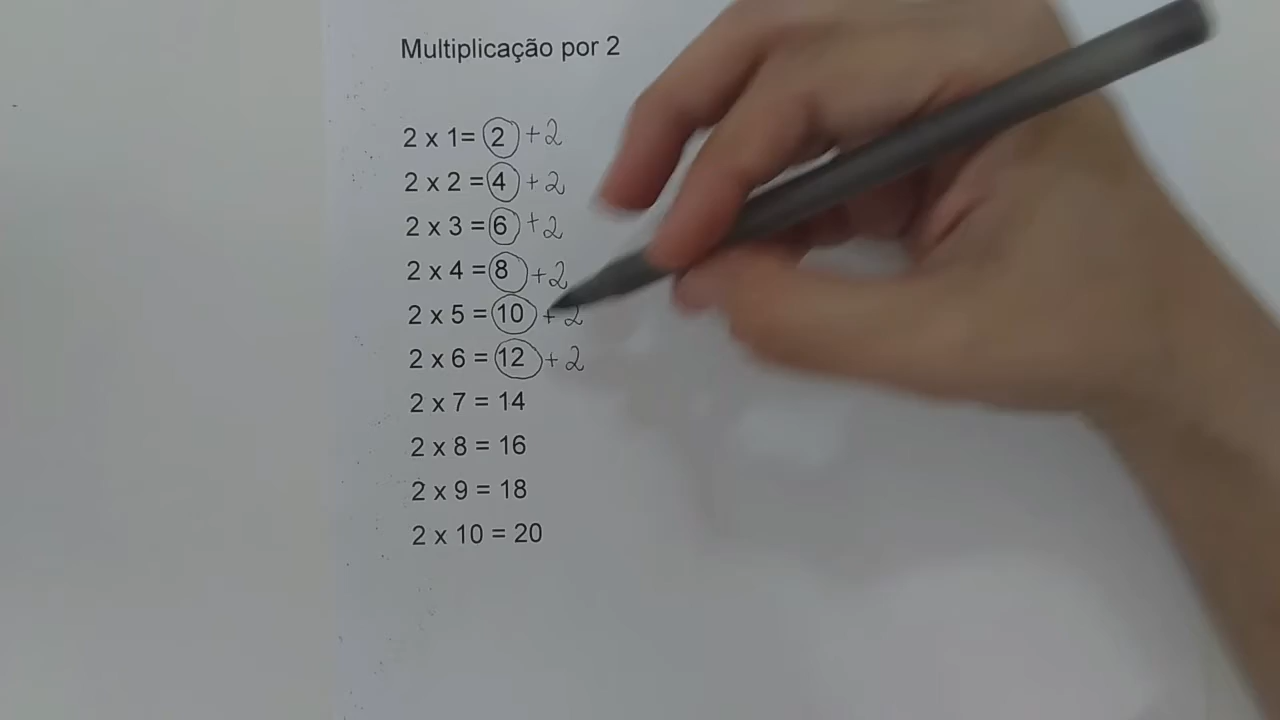 Multiplicação por 2
2 x 1= 2 +2
2 x 2 = 4 +2
2 x 3 = 6 +2
2 x 4 = 8 +2
2 x 5 = 10 +2
2 x 6 = 12 +2
2 x 7 = 14
2 x 8 = 16
2 x 9 = 18
2 x 10 = 20